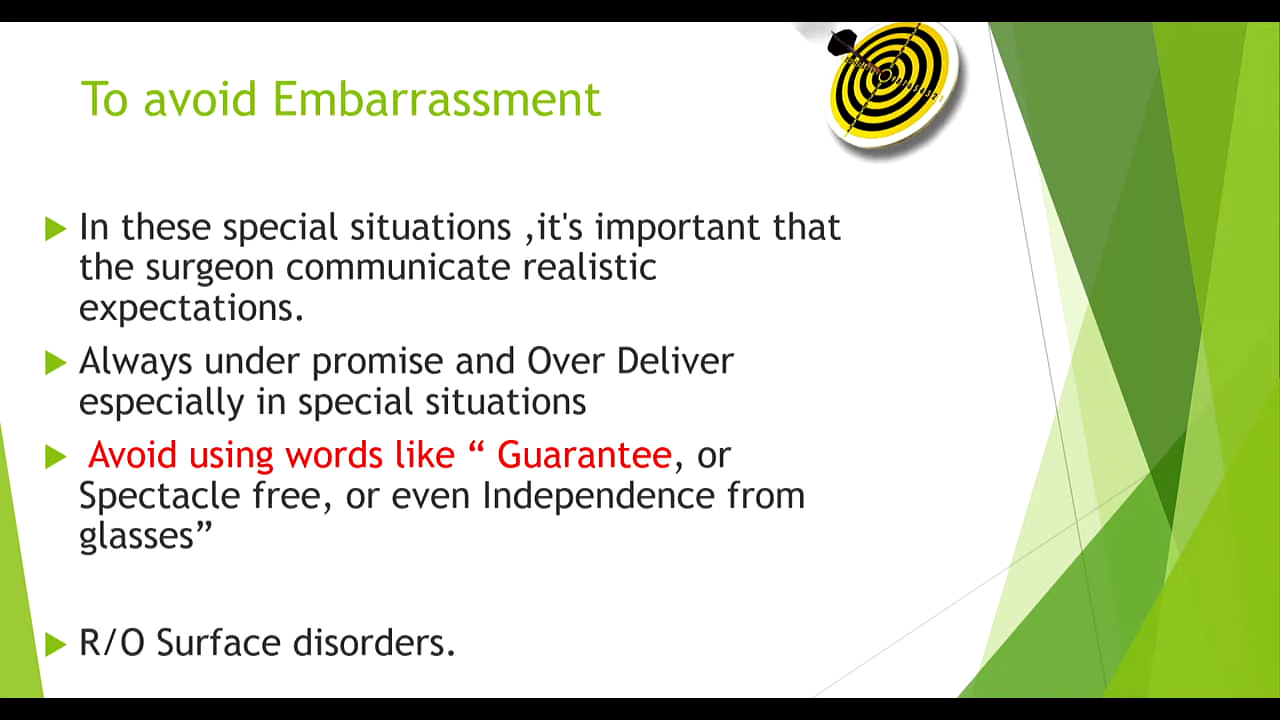 To avoid Embarrassment
In these special situations ,it's important that
the surgeon communicate realistic
expectations.
Always under promise and Over Deliver
especially in special situations
Avoid using words like “ Guarantee, or
Spectacle free, or even Independence from
glasses”
R/O Surface disorders.